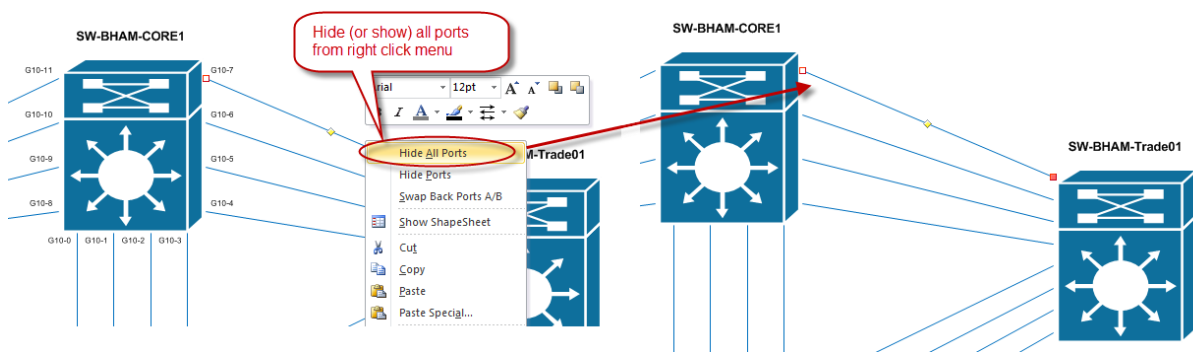 SW-BHAM-CORE1
Hide (or show) all ports
from right click menu
SW-BHAM-CORE1
G10-11
G10-7
rial
12pt
A
A
I
A
G10-10
G10-6
G10-9
G10-5
G10-8
G10-4
G10-0
G10-1
G10-2
G10-3
Hide All Ports
M-Trade01
Hide Ports
Swap Back Ports A/B
Show ShapeSheet
Cut
Copy
Paste
Paste Special...
SW-BHAM-Trade01